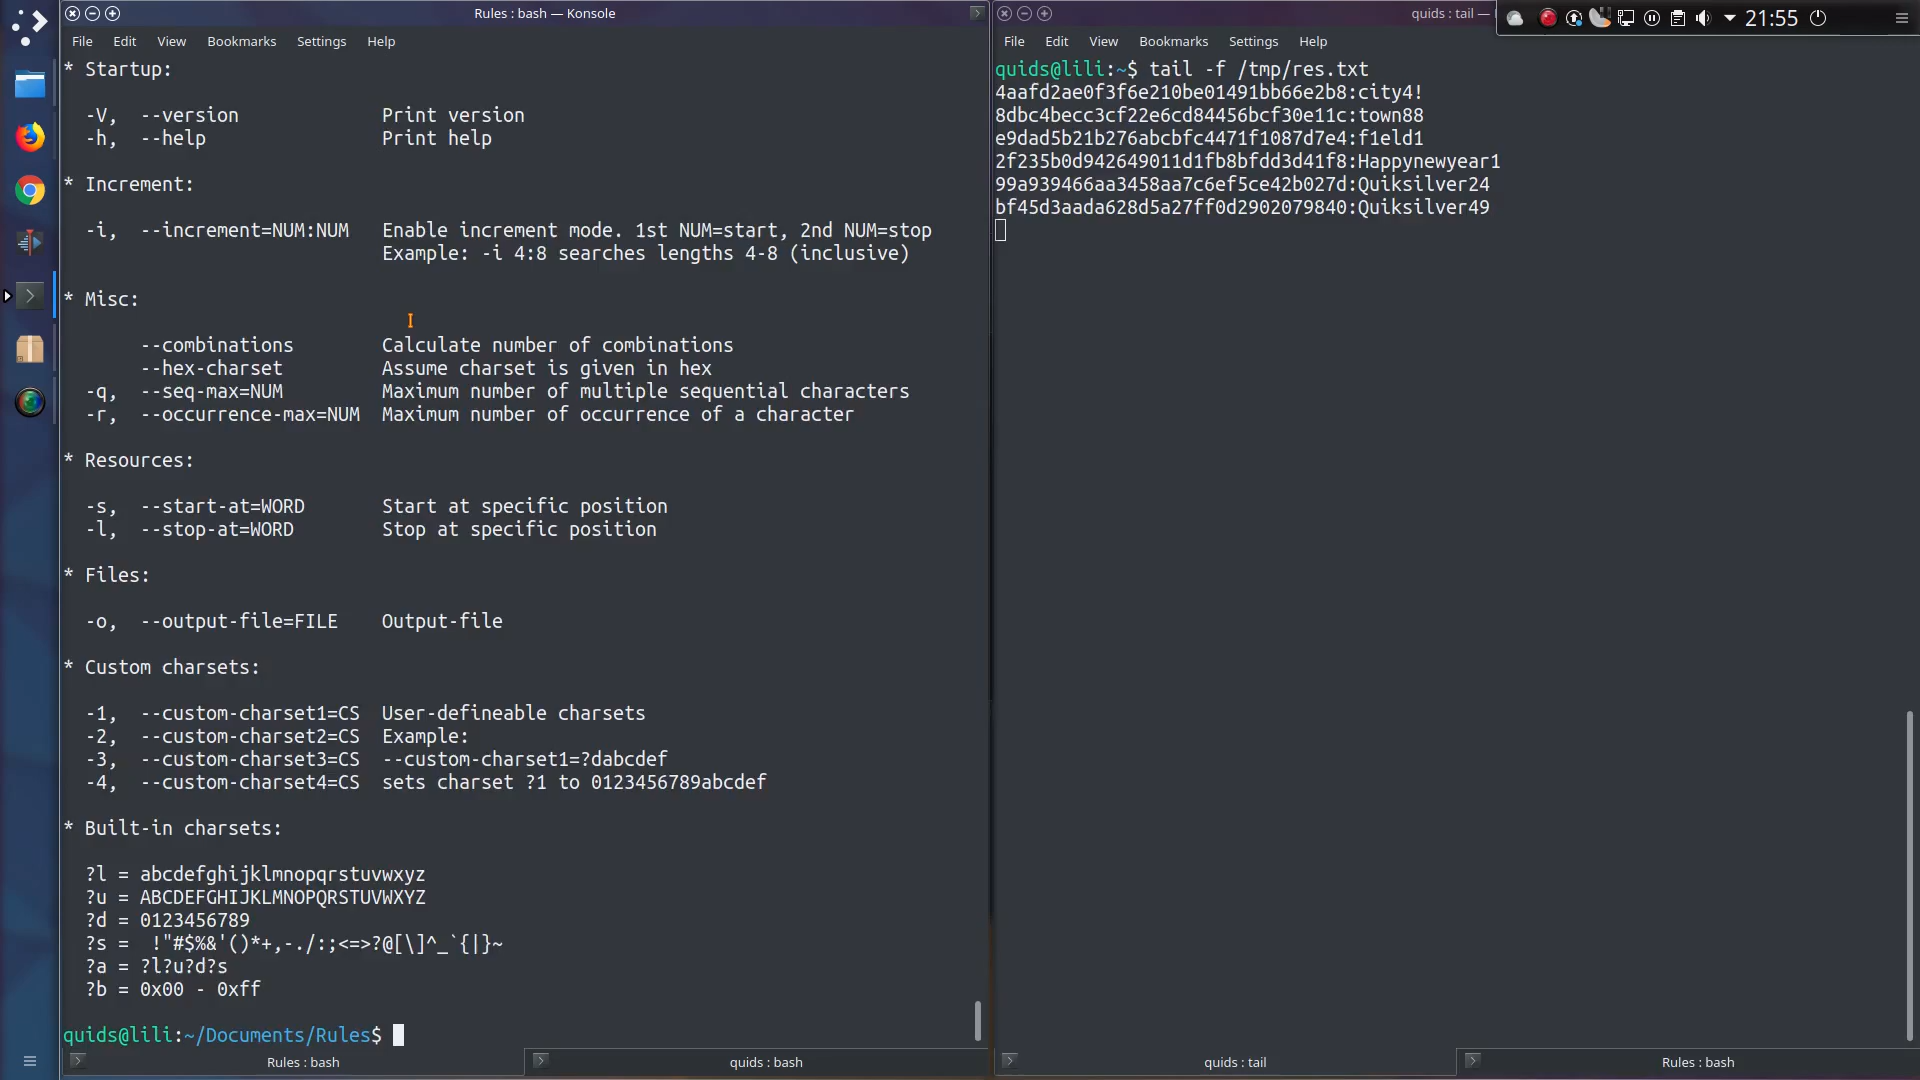 Rules : bash — Konsole
File Edit View Bookmarks Settings Help
* Startup:
-V, --version Print version
-h, --help Print help
* Increment:
-i, --increment=NUM:NUM Enable increment mode. 1st NUM=start, 2nd NUM=stop
Example: -i 4:8 searches lengths 4-8 (inclusive)
* Misc:
--combinations Calculate number of combinations
--hex-charset Assume charset is given in hex
-q, --seq-max=NUM Maximum number of multiple sequential characters
-r, --occurrence-max=NUM Maximum number of occurrence of a character
* Resources:
-s, --start-at=WORD Start at specific position
-l, --stop-at=WORD Stop at specific position
* Files:
-o, --output-file=FILE Output-file
* Custom charsets:
-1, --custom-charset1=CS User-defineable charsets
-2, --custom-charset2=CS Example:
-3, --custom-charset3=CS --custom-charset1=?dabcdef
-4, --custom-charset4=CS sets charset ?1 to 0123456789abcdef
* Built-in charsets:
?l = abcdefghijklmnopqrstuvwxyz
?u = ABCDEFGHIJKLMNOPQRSTUVWXYZ
?d = 0123456789
?s =  !"#$%&'()*+,-./:;<=>?@[\]^_`{|}~
?a = ?l?u?d?s
?b = 0x00 - 0xff
quids@lili:~/Documents/Rules$
Rules : bash
quids : bash
quids : tail —
21:55
File Edit View Bookmarks Settings Help
quids@lili:~$ tail -f /tmp/res.txt
4aafd2ae0f3f6e210be01491bb66e2b8:city4!
8dbc4becc3cf22e6cd84456bcf30e11c:town88
e9dad5b21b276abcbfc4471f1087d7e4:f1eld1
2f235b0d942649011d1fb8bfdd3d41f8:Happynewyear1
99a939466aa3458aa7c6ef5ce42b027d:Quiksilver24
bf45d3aada628d5a27ff0d2902079840:Quiksilver49
quids : tail
Rules : bash